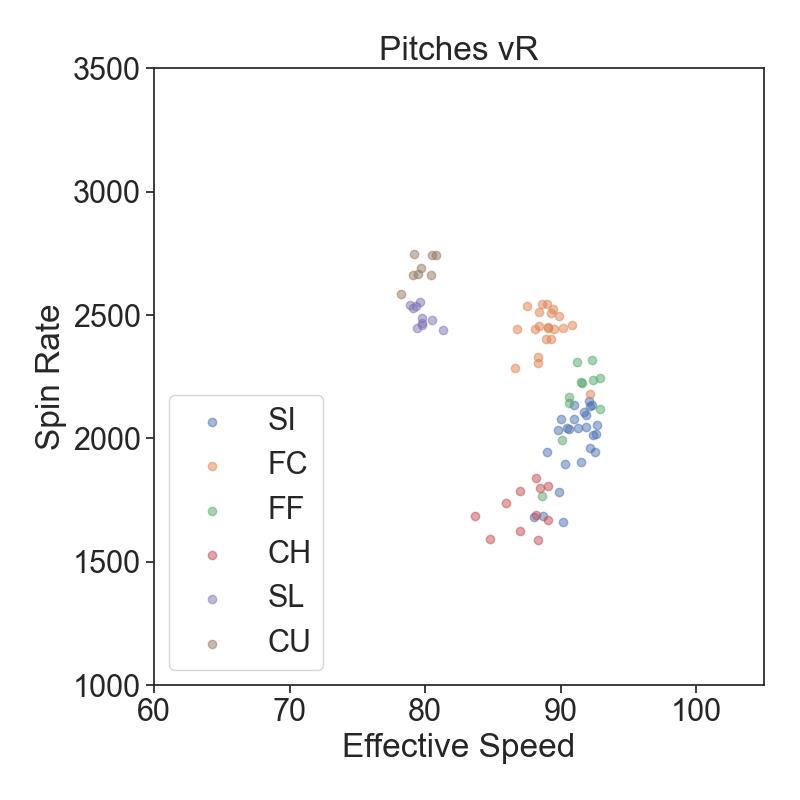 Pitches vR
3500
3000
2500
2000
1500
1000
Spin Rate
SI
FC
FF
CH
SL
CU
60 70 80 90 100
Effective Speed